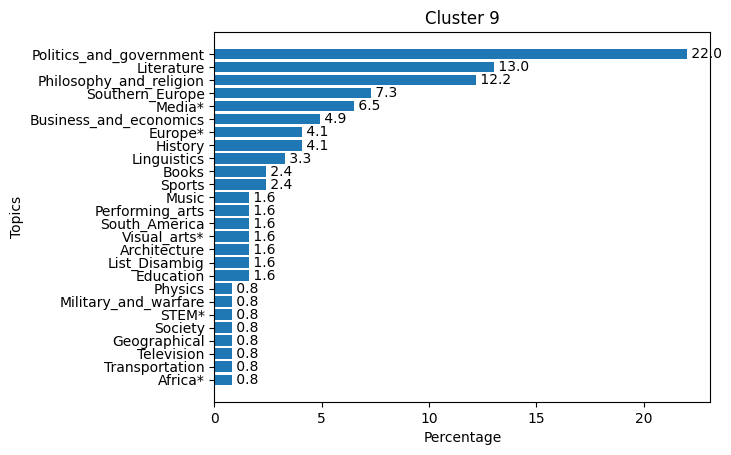 Cluster 9
Politics_and_government 22.0
Literature 13.0
Philosophy_and_religion 12.2
Southern_Europe 7.3
Media* 6.5
Business_and_economics 4.9
Europe* 4.1
History 4.1
Linguistics 3.3
Books 2.4
Sports 2.4
Music 1.6
Performing_arts 1.6
South_America 1.6
Visual_arts* 1.6
Architecture 1.6
List_Disambig 1.6
Education 1.6
Physics 0.8
Military_and_warfare 0.8
STEM* 0.8
Society 0.8
Geographical 0.8
Television 0.8
Transportation 0.8
Africa* 0.8
Topics
0 5 10 15 20
Percentage